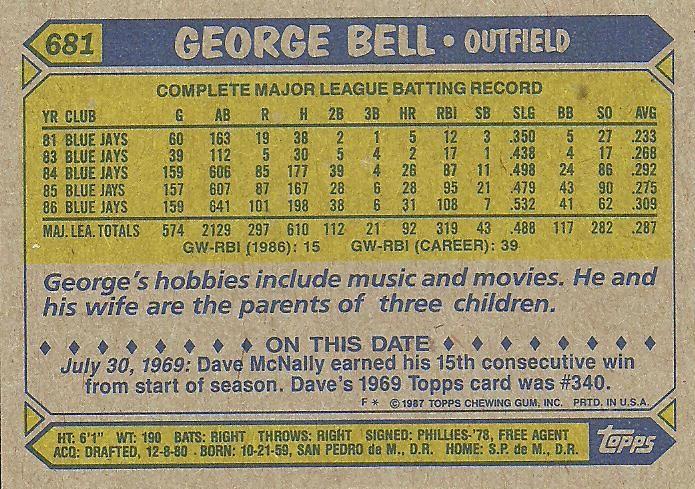 681 GEORGE BELL • OUTFIELD
COMPLETE MAJOR LEAGUE BATTING RECORD
YR CLUB G AB R H 2B 3B HR RBI SB SLG BB SO AVG
81 BLUE JAYS 60 163 19 38 2 1 5 12 3 .350 5 27 .233
83 BLUE JAYS 39 112 5 30 5 4 2 17 1 .438 4 17 .268
84 BLUE JAYS 159 606 85 177 39 4 26 87 11 .498 24 86 .292
85 BLUE JAYS 157 607 87 167 28 6 28 95 21 .479 43 90 .275
86 BLUE JAYS 159 641 101 198 38 6 31 108 7 .532 41 62 .309
MAJ. LEA. TOTALS 574 2129 297 610 112 21 92 319 43 .488 117 282 .287
GW-RBI (1986): 15 GW-RBI (CAREER): 39
George's hobbies include music and movies. He and
his wife are the parents of three children.
♦ ♦ ♦ ♦ ♦ ♦ ♦ ♦ ON THIS DATE ♦ ♦ ♦ ♦ ♦ ♦ ♦ ♦
July 30, 1969: Dave McNally earned his 15th consecutive win
from start of season. Dave's 1969 Topps card was #340.
F * © 1987 TOPPS CHEWING GUM, INC. PRTD. IN U.S.A.
HT: 6'1" WT: 190 BATS: RIGHT THROWS: RIGHT SIGNED: PHILLIES-'78, FREE AGENT
ACQ: DRAFTED, 12-8-80 - BORN: 10-21-59, SAN PEDRO de M., D.R. HOME: S.P. de M., D.R.
topps